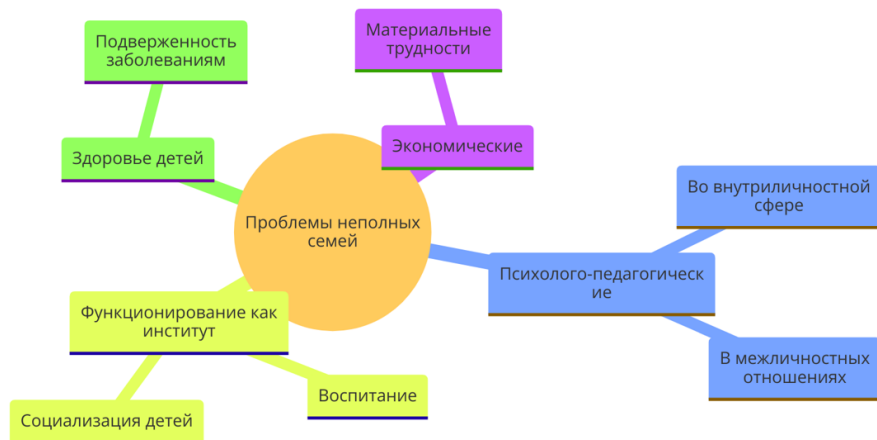 Подверженность
заболеваниям
Материальные
трудности
Здоровье детей
Экономические
Проблемы неполных
семей
Во внутриличностной
сфере
Психолого-педагогическ
ие
Функционирование как
институт
В межличностных
отношениях
Воспитание
Социализация детей